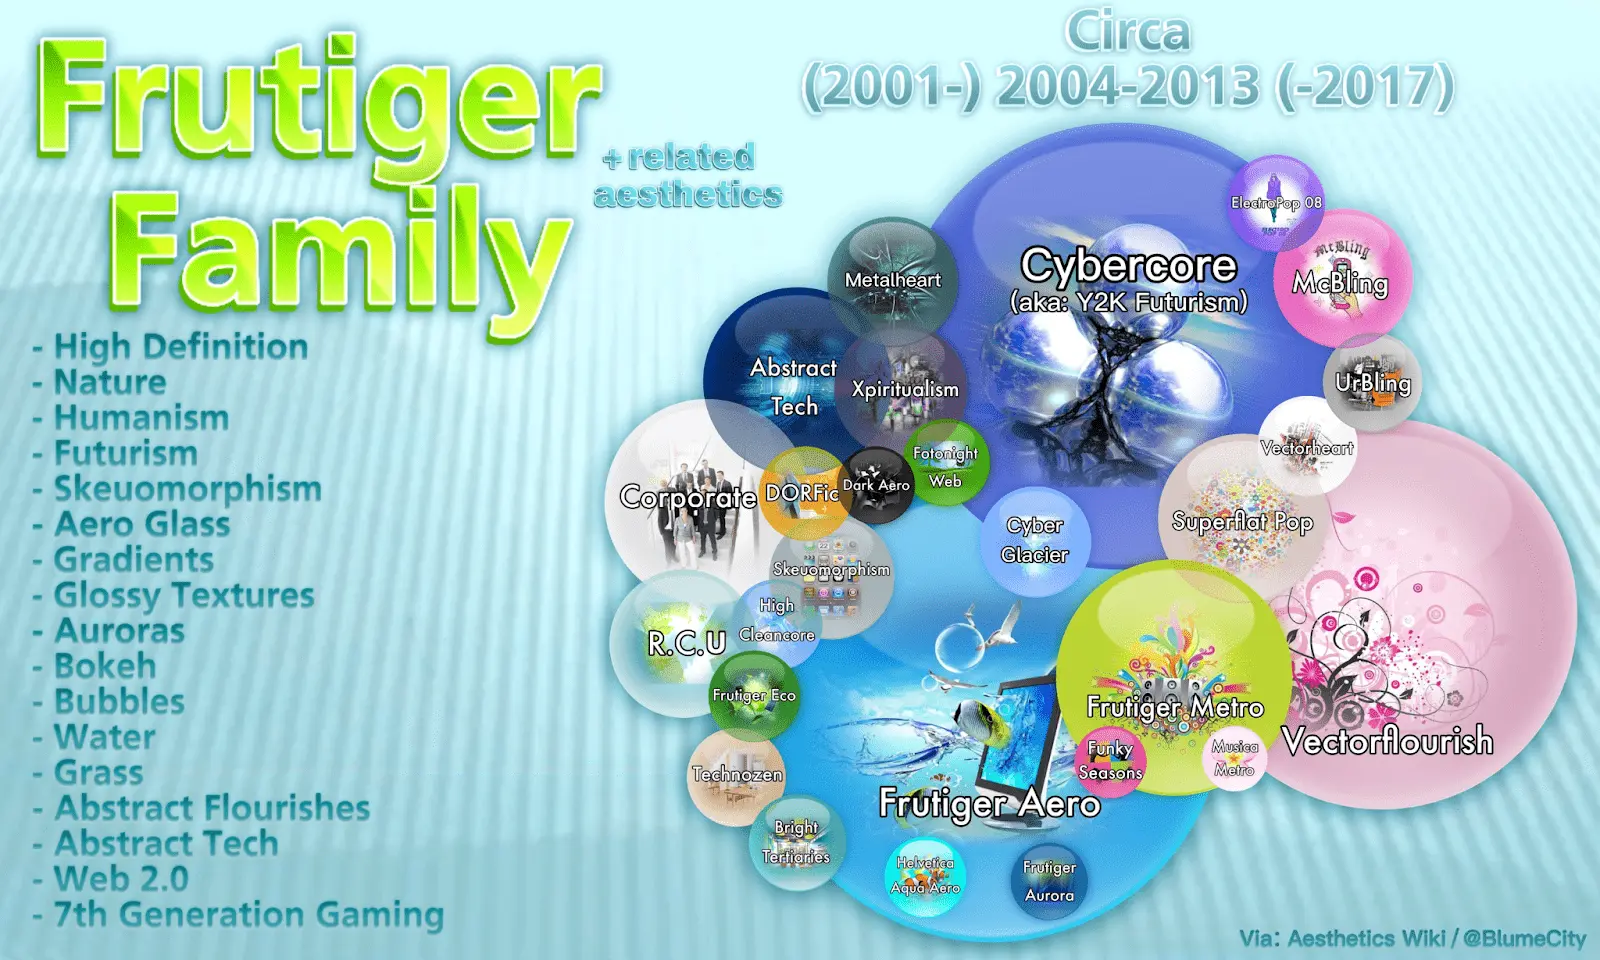 Frutiger
Family
+ related
aesthetics
Circa
(2001-) 2004-2013 (-2017)
- High Definition
- Nature
- Humanism
- Futurism
- Skeuomorphism
- Aero Glass
- Gradients
- Glossy Textures
- Auroras
- Bokeh
- Bubbles
- Water
- Grass
- Abstract Flourishes
- Abstract Tech
- Web 2.0
- 7th Generation Gaming
ElectroPop 08
McBling
McBling
Cybercore
(aka: Y2K Futurism)
Metalheart
Abstract
Tech
Xpiritualism
UrBling
Vectorheart
Fotonight
Web
Corporate
DORFic
Dark Aero
Superflat Pop
Cyber
Glacier
Skeuomorphism
High
Cleancore
R.C.U
Frutiger Eco
Frutiger Metro
Vectorflourish
Funky
Seasons
Musica
Metro
Technozen
Frutiger Aero
Bright
Tertiaries
Helvetica
Aqua Aero
Frutiger
Aurora
Via: Aesthetics Wiki / @BlumeCity